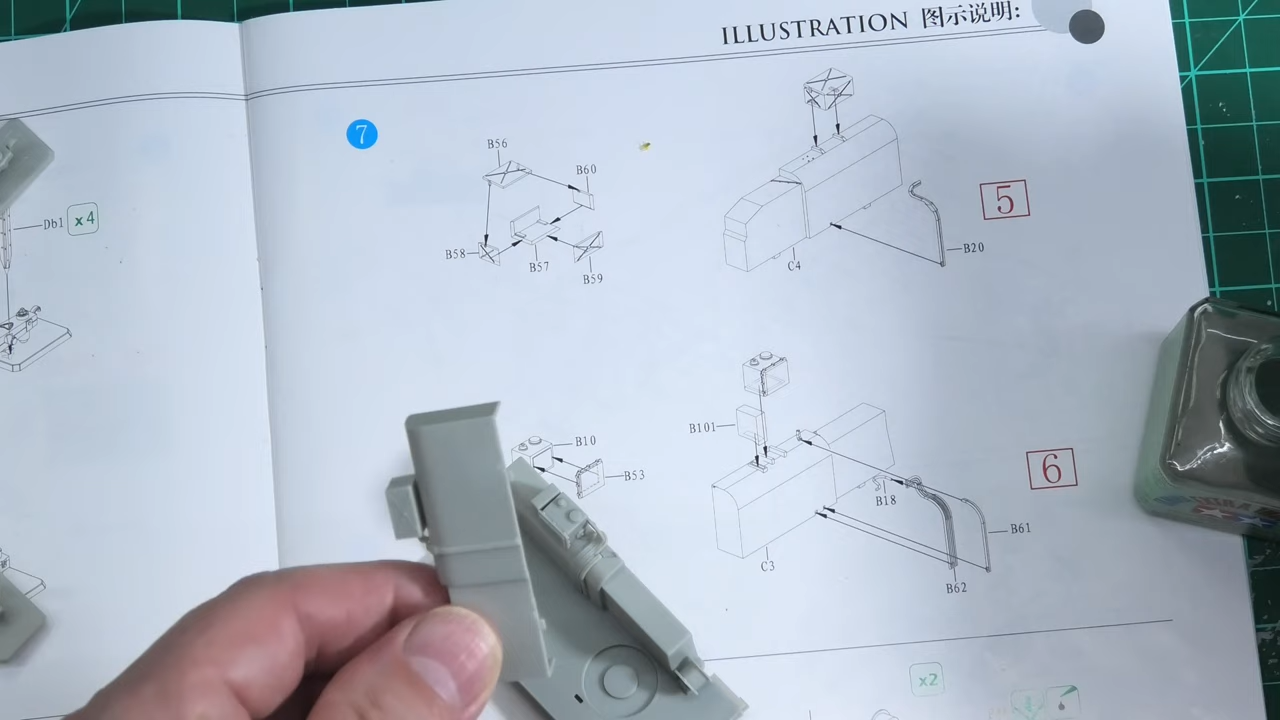 ILLUSTRATION 图示说明:
7
B56
B60
B58
B57
B59
C4
B20
5
Db1 x4
B10
B53
B101
B18
B61
C3
B62
6
x2